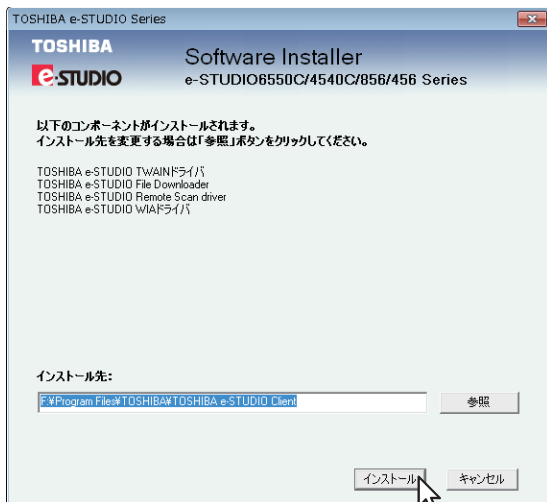 TOSHIBA e-STUDIO Series
TOSHIBA
e-STUDIO
Software Installer
e-STUDIO6550C/4540C/856/456 Series
以下のコンポーネントがインストールされます。
インストール先を変更する場合は「参照」ボタンをクリックしてください。
TOSHIBA e-STUDIO TWAINドライバ
TOSHIBA e-STUDIO File Downloader
TOSHIBA e-STUDIO Remote Scan driver
TOSHIBA e-STUDIO WIAドライバ
インストール先:
F:¥Program Files¥TOSHIBA¥TOSHIBA e-STUDIO Client
参照
インストール
キャンセル